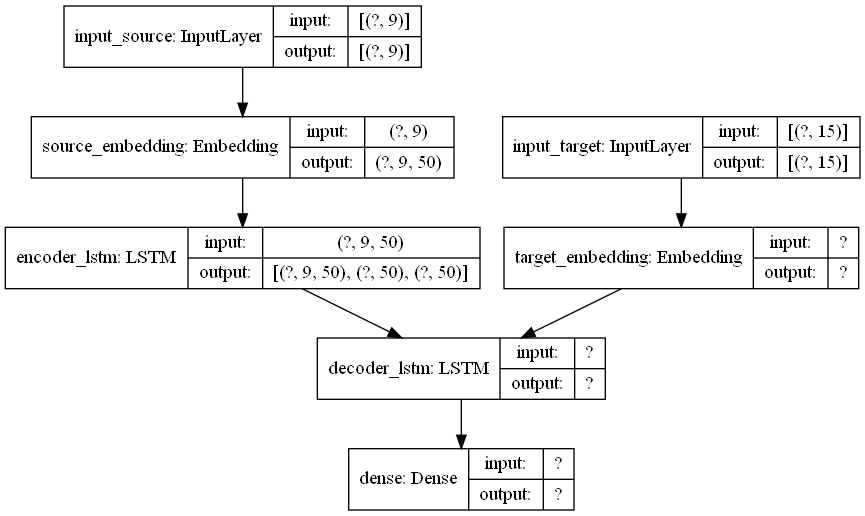 input_source: InputLayer
input: [(?, 9)]
output: [(?, 9)]
source_embedding: Embedding
input: (?, 9)
output: (?, 9, 50)
input_target: InputLayer
input: [(?, 15)]
output: [(?, 15)]
encoder_lstm: LSTM
input: (?, 9, 50)
output: [(?, 9, 50), (?, 50), (?, 50)]
target_embedding: Embedding
input: ?
output: ?
decoder_lstm: LSTM
input: ?
output: ?
dense: Dense
input: ?
output: ?